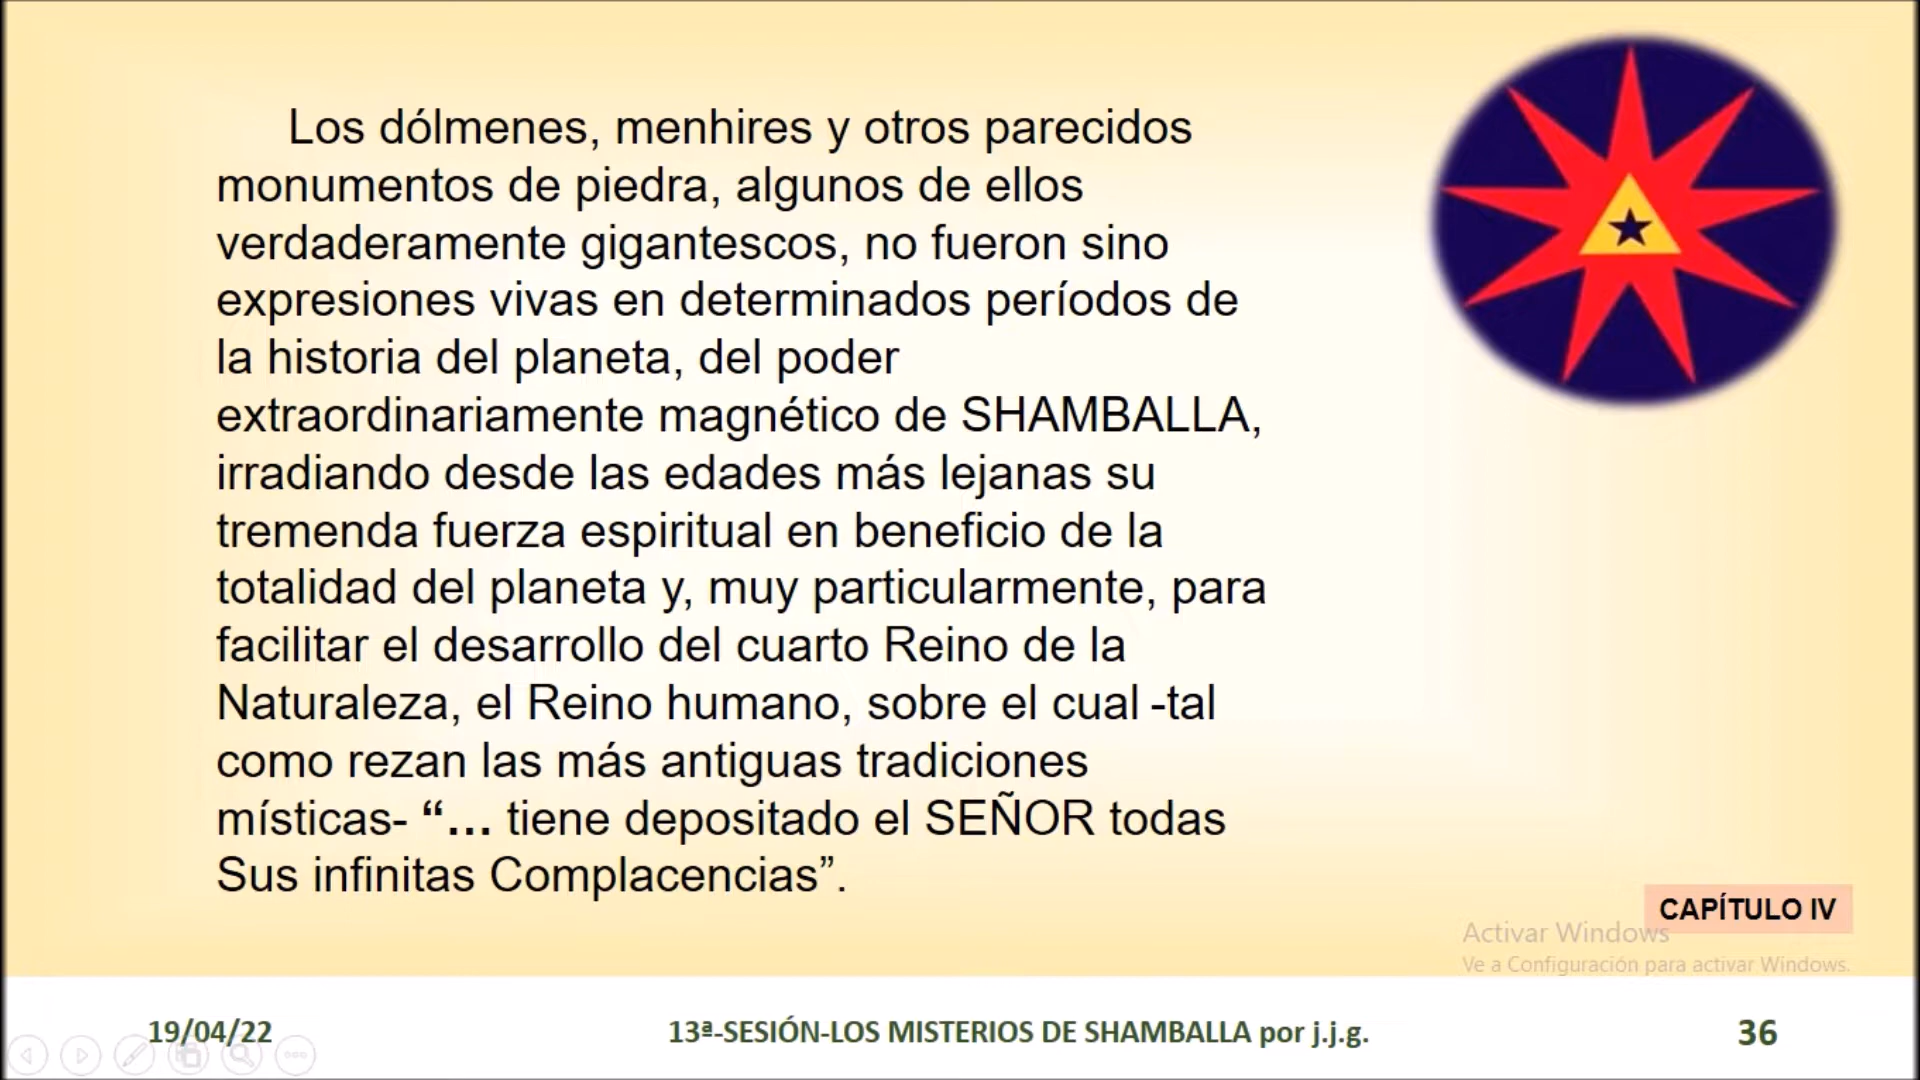 Los dólmenes, menhires y otros parecidos
monumentos de piedra, algunos de ellos
verdaderamente gigantescos, no fueron sino
expresiones vivas en determinados períodos de
la historia del planeta, del poder
extraordinariamente magnético de SHAMBALLA,
irradiando desde las edades más lejanas su
tremenda fuerza espiritual en beneficio de la
totalidad del planeta y, muy particularmente, para
facilitar el desarrollo del cuarto Reino de la
Naturaleza, el Reino humano, sobre el cual -tal
como rezan las más antiguas tradiciones
místicas- “… tiene depositado el SEÑOR todas
Sus infinitas Complacencias”.
CAPÍTULO IV
Activar Windows
Ve a Configuración para activar Windows.
19/04/22
13ª-SESIÓN-LOS MISTERIOS DE SHAMBALLA por j.j.g.
36